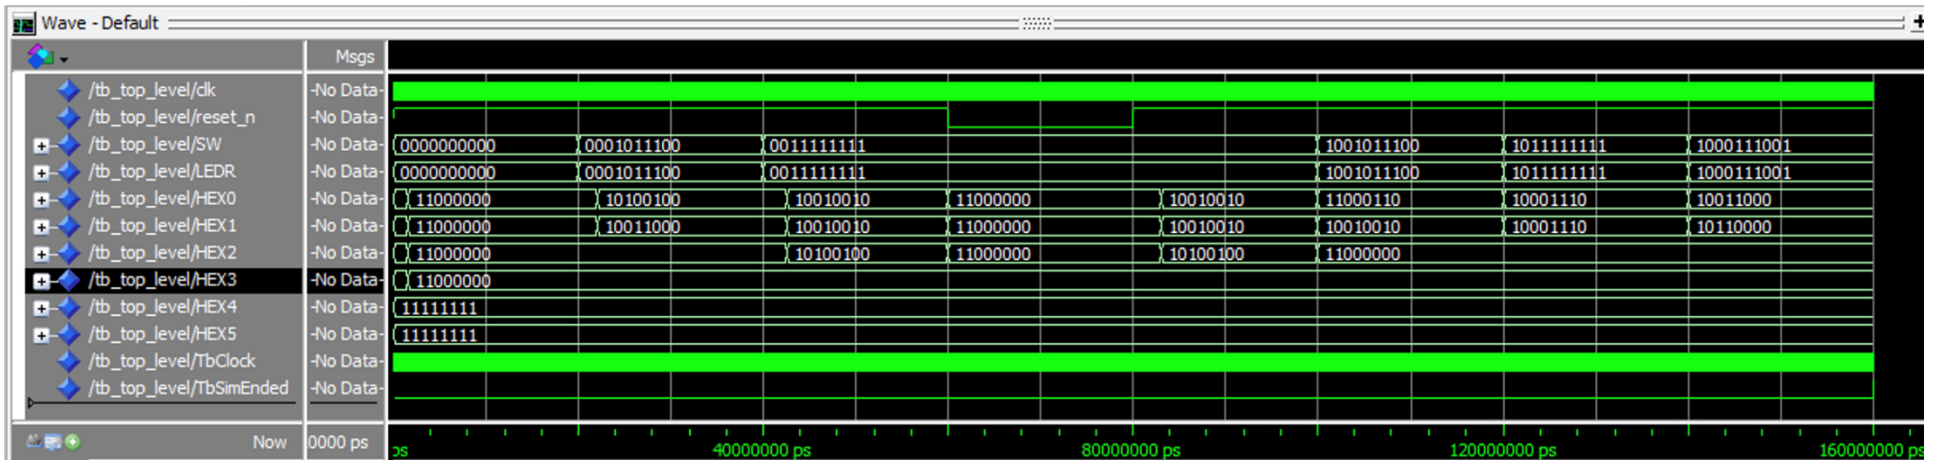 Wave - Default
Msgs
/tb_top_level/clk -No Data-
/tb_top_level/reset_n -No Data-
/tb_top_level/SW -No Data- 0000000000 0001011100 0011111111 1001011100 1011111111 1000111001
/tb_top_level/LEDR -No Data- 0000000000 0001011100 0011111111 1001011100 1011111111 1000111001
/tb_top_level/HEX0 -No Data- 11000000 10100100 10010010 11000000 10010010 11000110 10001110 10011000
/tb_top_level/HEX1 -No Data- 11000000 10011000 10010010 11000000 10010010 10010010 10001110 10110000
/tb_top_level/HEX2 -No Data- 11000000 10100100 11000000 10100100 11000000
/tb_top_level/HEX3 -No Data- 11000000
/tb_top_level/HEX4 -No Data- 11111111
/tb_top_level/HEX5 -No Data- 11111111
/tb_top_level/TbClock -No Data-
/tb_top_level/TbSimEnded -No Data-
Now 0000 ps ps 40000000 ps 80000000 ps 120000000 ps 160000000 ps